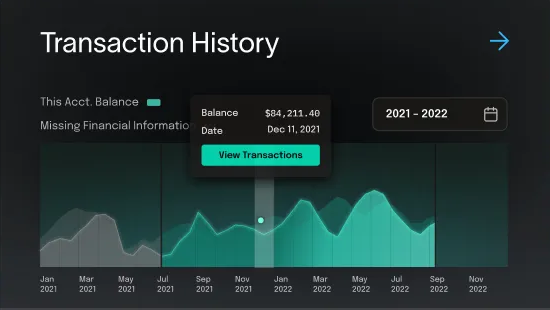 Transaction History
This Acct. Balance
Missing Financial Informatio
Balance $84,211.40
Date Dec 11, 2021
View Transactions
2021 – 2022
Jan 2021
Mar 2021
May 2021
Jul 2021
Sep 2021
Nov 2021
Jan 2022
Mar 2022
May 2022
Jul 2022
Sep 2022
Nov 2022